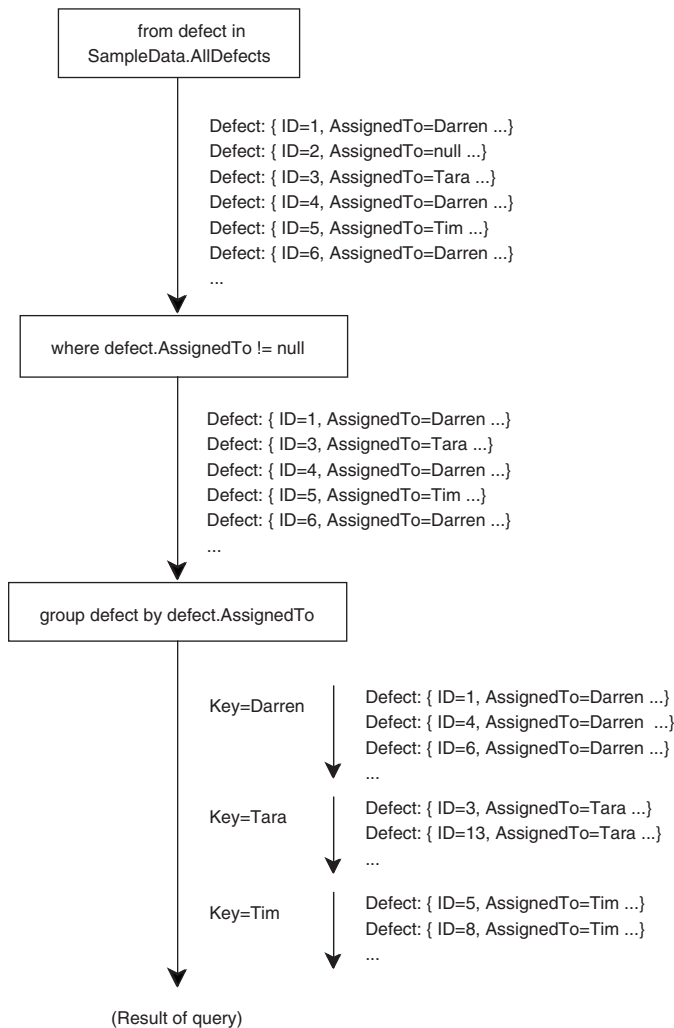 from defect in
SampleData.AllDefects
Defect: { ID=1, AssignedTo=Darren ...}
Defect: { ID=2, AssignedTo=null ...}
Defect: { ID=3, AssignedTo=Tara ...}
Defect: { ID=4, AssignedTo=Darren ...}
Defect: { ID=5, AssignedTo=Tim ...}
Defect: { ID=6, AssignedTo=Darren ...}
...
where defect.AssignedTo != null
Defect: { ID=1, AssignedTo=Darren ...}
Defect: { ID=3, AssignedTo=Tara ...}
Defect: { ID=4, AssignedTo=Darren ...}
Defect: { ID=5, AssignedTo=Tim ...}
Defect: { ID=6, AssignedTo=Darren ...}
...
group defect by defect.AssignedTo
Key=Darren
Defect: { ID=1, AssignedTo=Darren ...}
Defect: { ID=4, AssignedTo=Darren ...}
Defect: { ID=6, AssignedTo=Darren ...}
...
Key=Tara
Defect: { ID=3, AssignedTo=Tara ...}
Defect: { ID=13, AssignedTo=Tara ...}
...
Key=Tim
Defect: { ID=5, AssignedTo=Tim ...}
Defect: { ID=8, AssignedTo=Tim ...}
...
(Result of query)